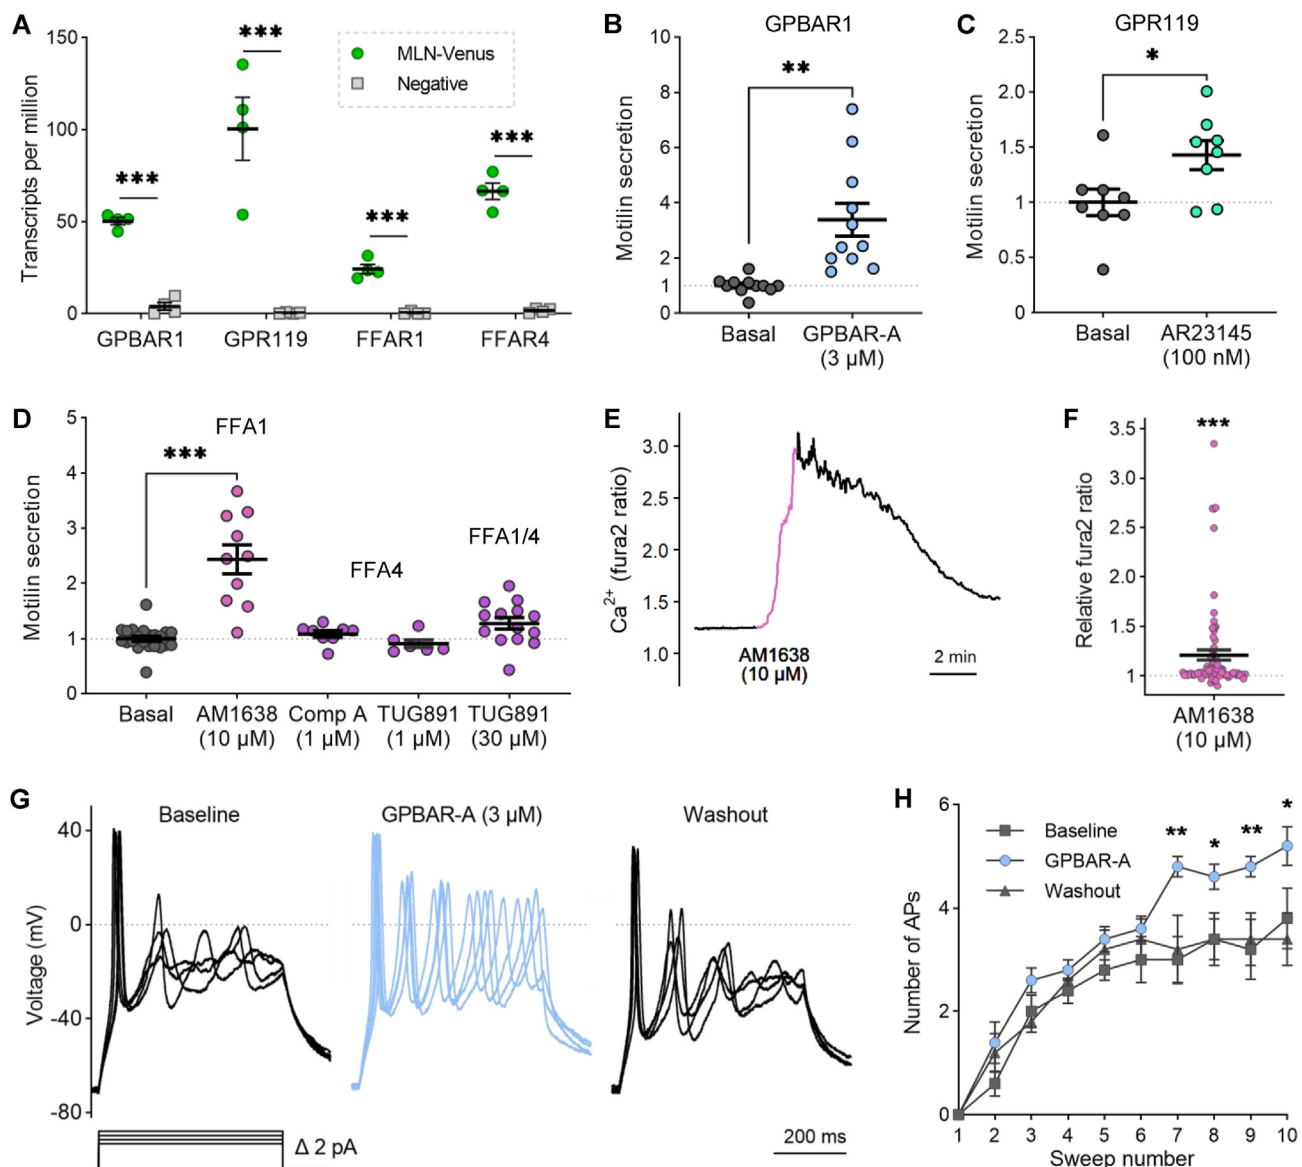 A
Transcripts per million
150
100
50
0
***
***
***
***
MLN-Venus
Negative
GPBAR1
GPR119
FFAR1
FFAR4
B
GPBAR1
Motilin secretion
10
8
6
4
2
1
0
**
Basal
GPBAR-A
(3 µM)
C
GPR119
Motilin secretion
2.5
2.0
1.5
1.0
0.5
0
*
Basal
AR23145
(100 nM)
D
Motilin secretion
5
4
3
2
1
0
***
FFA1
FFA4
FFA1/4
Basal
AM1638
(10 µM)
Comp A
(1 µM)
TUG891
(1 µM)
TUG891
(30 µM)
E
Ca2+ (fura2 ratio)
3.0
2.5
2.0
1.5
1.0
AM1638
(10 µM)
2 min
F
Relative fura2 ratio
3.5
3.0
2.5
2.0
1.5
1
***
AM1638
(10 µM)
G
Baseline
GPBAR-A (3 µM)
Washout
Voltage (mV)
40
0
-40
-80
Δ 2 pA
200 ms
H
Number of APs
6
4
2
0
Baseline
GPBAR-A
Washout
**
*
**
*
1 2 3 4 5 6 7 8 9 10
Sweep number